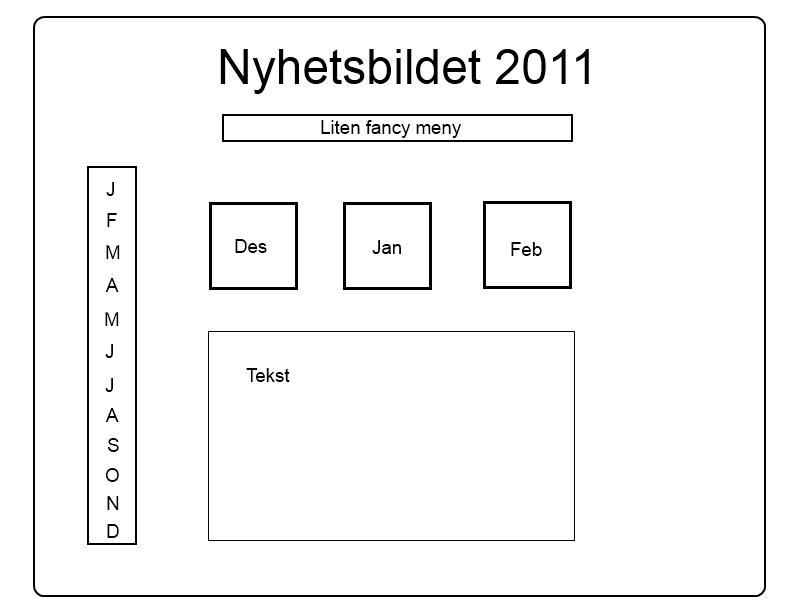 Nyhetsbildet 2011
Liten fancy meny
J
F
M
A
M
J
J
A
S
O
N
D
Des
Jan
Feb
Tekst